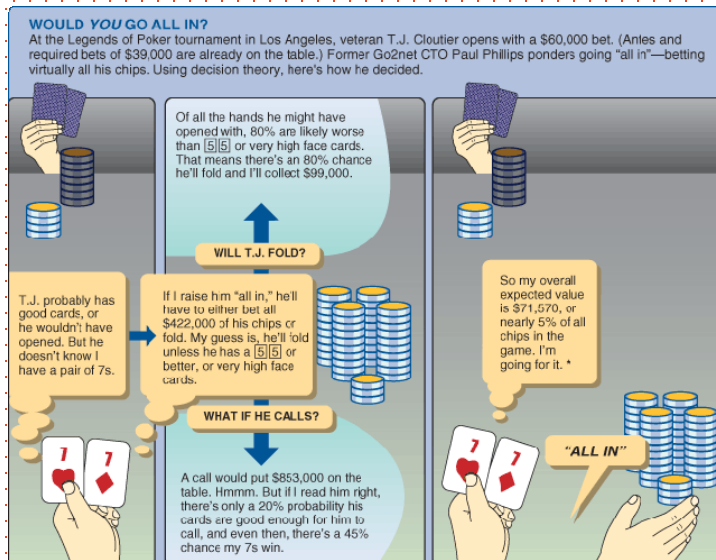 WOULD YOU GO ALL IN?
At the Legends of Poker tournament in Los Angeles, veteran T.J. Cloutier opens with a $60,000 bet. (Antes and
required bets of $39,000 are already on the table.) Former Go2net CTO Paul Phillips ponders going “all in”—betting
virtually all his chips. Using decision theory, here's how he decided.
Of all the hands he might have
opened with, 80% are likely worse
than 5 5 or very high face cards.
That means there's an 80% chance
he'll fold and I'll collect $99,000.
WILL T.J. FOLD?
T.J. probably has
good cards, or
he wouldn't have
opened. But he
doesn't know I
have a pair of 7s.
If I raise him “all in,” he'll
have to either bet all
$422,000 of his chips or
fold. My guess is, he'll fold
unless he has a 5 5 or
better, or very high face
cards.
WHAT IF HE CALLS?
A call would put $853,000 on the
table. Hmmm. But if I read him right,
there's only a 20% probability his
cards are good enough for him to
call, and even then, there's a 45%
chance my 7s win.
So my overall
expected value
is $71,570, or
nearly 5% of all
chips in the
game. I'm
going for it. *
“ALL IN”
7 7
7 7